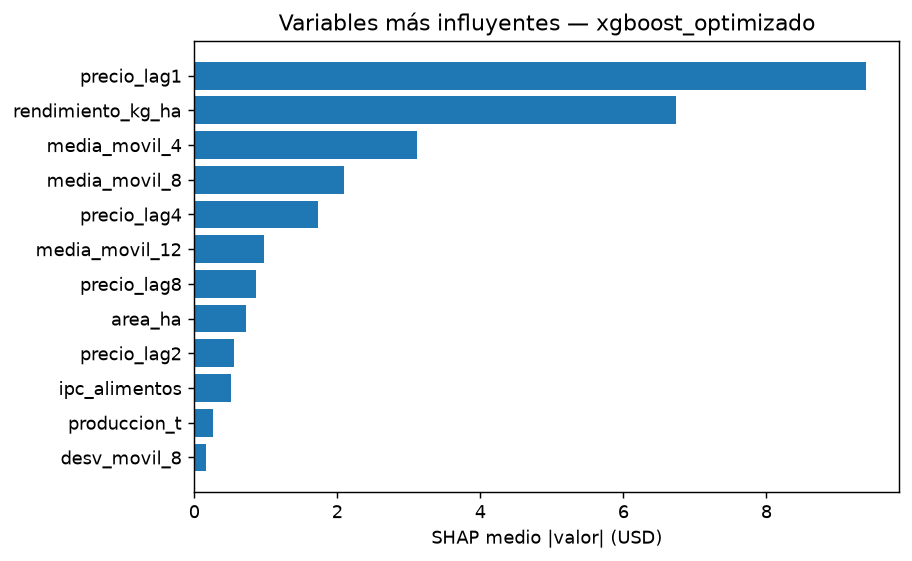 Variables más influyentes — xgboost_optimizado
precio_lag1
rendimiento_kg_ha
media_movil_4
media_movil_8
precio_lag4
media_movil_12
precio_lag8
area_ha
precio_lag2
ipc_alimentos
produccion_t
desv_movil_8
0 2 4 6 8
SHAP medio |valor| (USD)